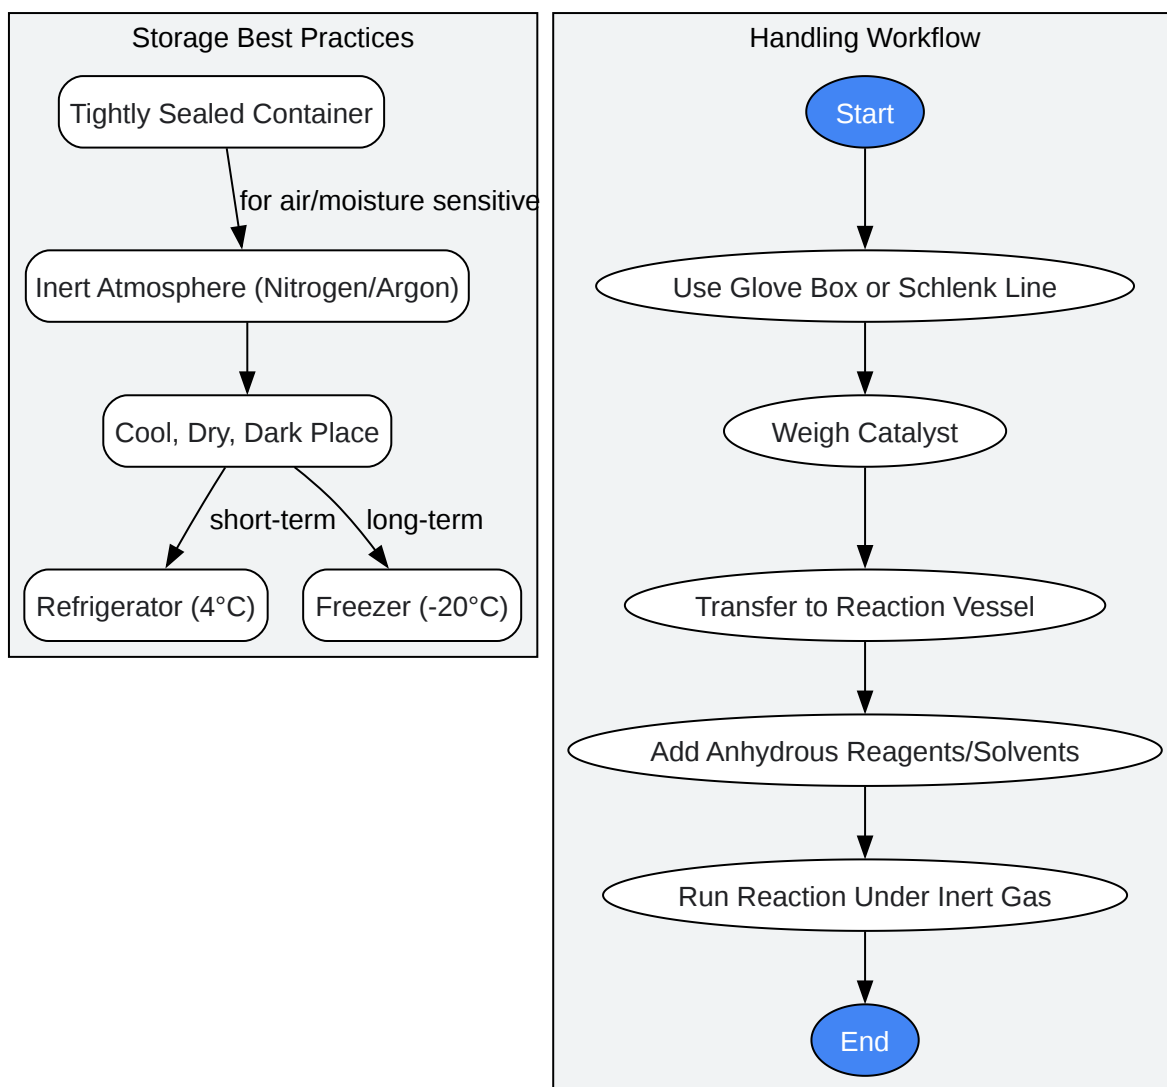 Storage Best Practices
Tightly Sealed Container
for air/moisture sensitive
Inert Atmosphere (Nitrogen/Argon)
Cool, Dry, Dark Place
short-term
long-term
Refrigerator (4°C)
Freezer (-20°C)
Handling Workflow
Start
Use Glove Box or Schlenk Line
Weigh Catalyst
Transfer to Reaction Vessel
Add Anhydrous Reagents/Solvents
Run Reaction Under Inert Gas
End